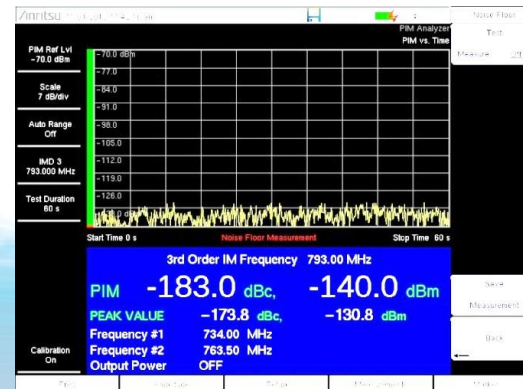 Anritsu
PIM Analyzer
PIM vs. Time
Noise Floor
Test
Measure Off
PIM Ref Lvl
-70.0 dBm
Scale
7 dB/div
Auto Range
Off
IMD 3
793.000 MHz
Test Duration
60 s
Calibration
On
-70.0 dBm
-77.0
-84.0
-91.0
-98.0
-105.0
-112.0
-119.0
-126.0
Start Time 0 s
Noise Floor Measurement
Stop Time 60 s
3rd Order IM Frequency 793.00 MHz
PIM -183.0 dBc, -140.0 dBm
PEAK VALUE -173.8 dBc, -130.8 dBm
Frequency #1 734.00 MHz
Frequency #2 763.50 MHz
Output Power OFF
Save
Measurement
Back